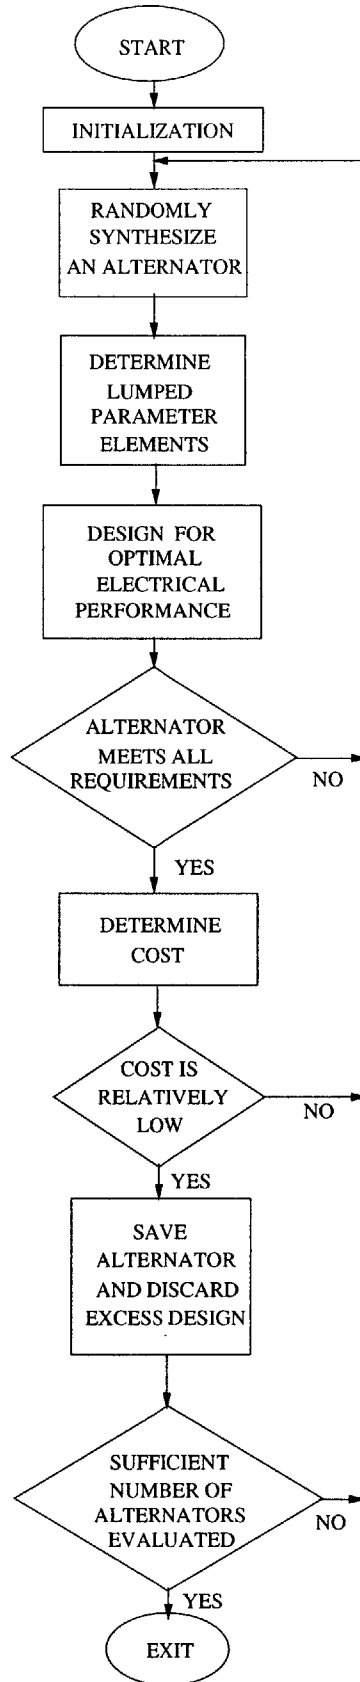 START
INITIALIZATION
RANDOMLY
SYNTHESIZE
AN ALTERNATOR
DETERMINE
LUMPED
PARAMETER
ELEMENTS
DESIGN FOR
OPTIMAL
ELECTRICAL
PERFORMANCE
ALTERNATOR
MEETS ALL
REQUIREMENTS
NO
YES
DETERMINE
COST
COST IS
RELATIVELY
LOW
NO
YES
SAVE
ALTERNATOR
AND DISCARD
EXCESS DESIGN
SUFFICIENT
NUMBER OF
ALTERNATORS
EVALUATED
NO
YES
EXIT